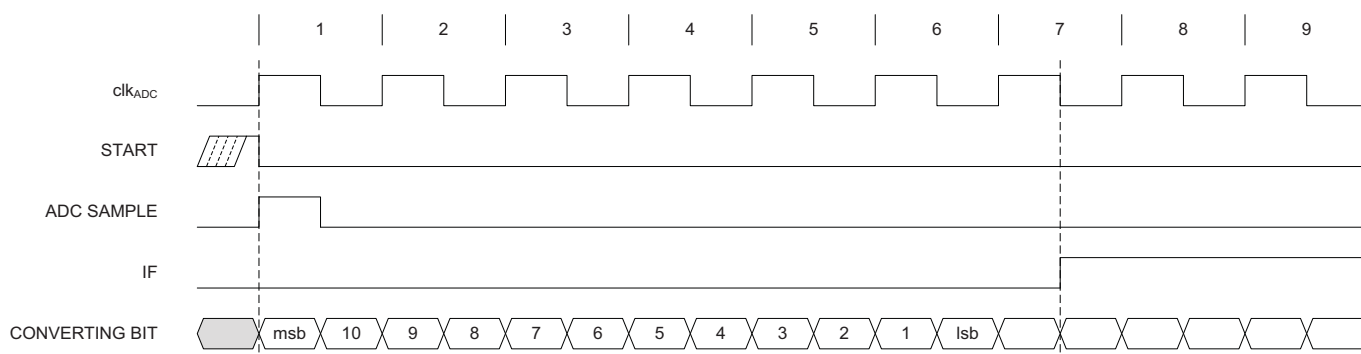 1 2 3 4 5 6 7 8 9
clkADC
START
ADC SAMPLE
IF
CONVERTING BIT msb 10 9 8 7 6 5 4 3 2 1 lsb